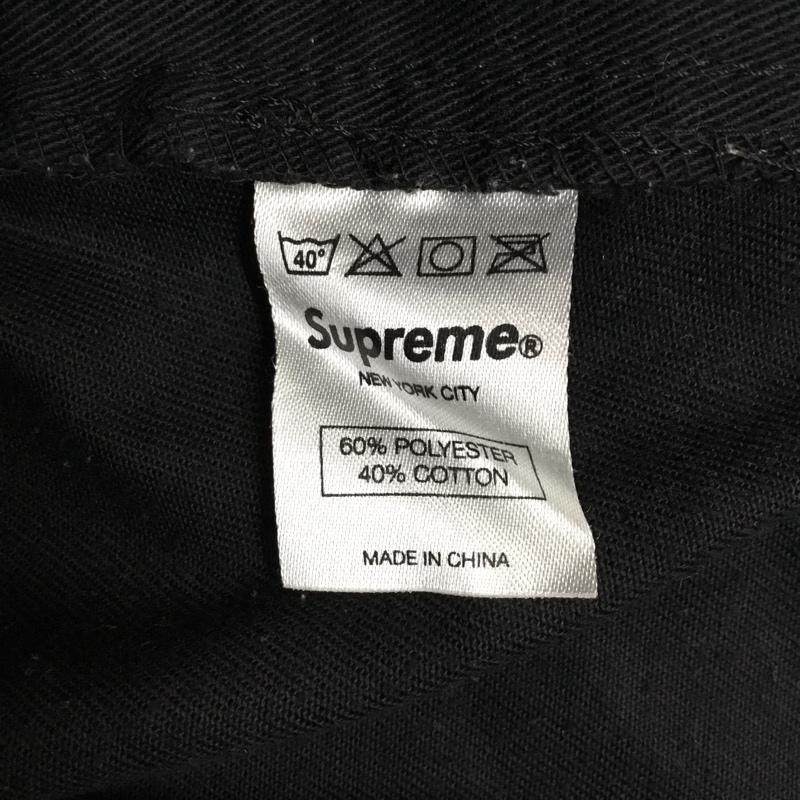 40°
Supreme®
NEW YORK CITY
60% POLYESTER
40% COTTON
MADE IN CHINA